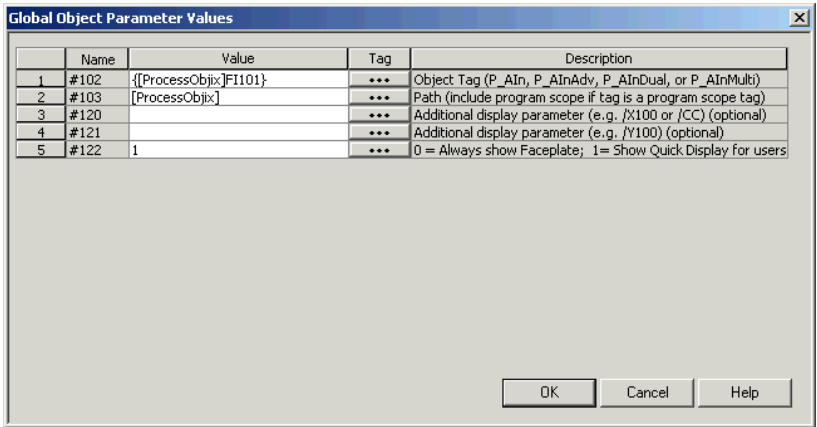 Global Object Parameter Values
Name Value Tag Description
1 #102 {[ProcessObjix]FI101} ••• Object Tag (P_AIn, P_AInAdv, P_AInDual, or P_AInMulti)
2 #103 [ProcessObjix] ••• Path (include program scope if tag is a program scope tag)
3 #120 ••• Additional display parameter (e.g. /X100 or /CC) (optional)
4 #121 ••• Additional display parameter (e.g. /Y100) (optional)
5 #122 1 ••• 0 = Always show Faceplate; 1= Show Quick Display for users
OK Cancel Help